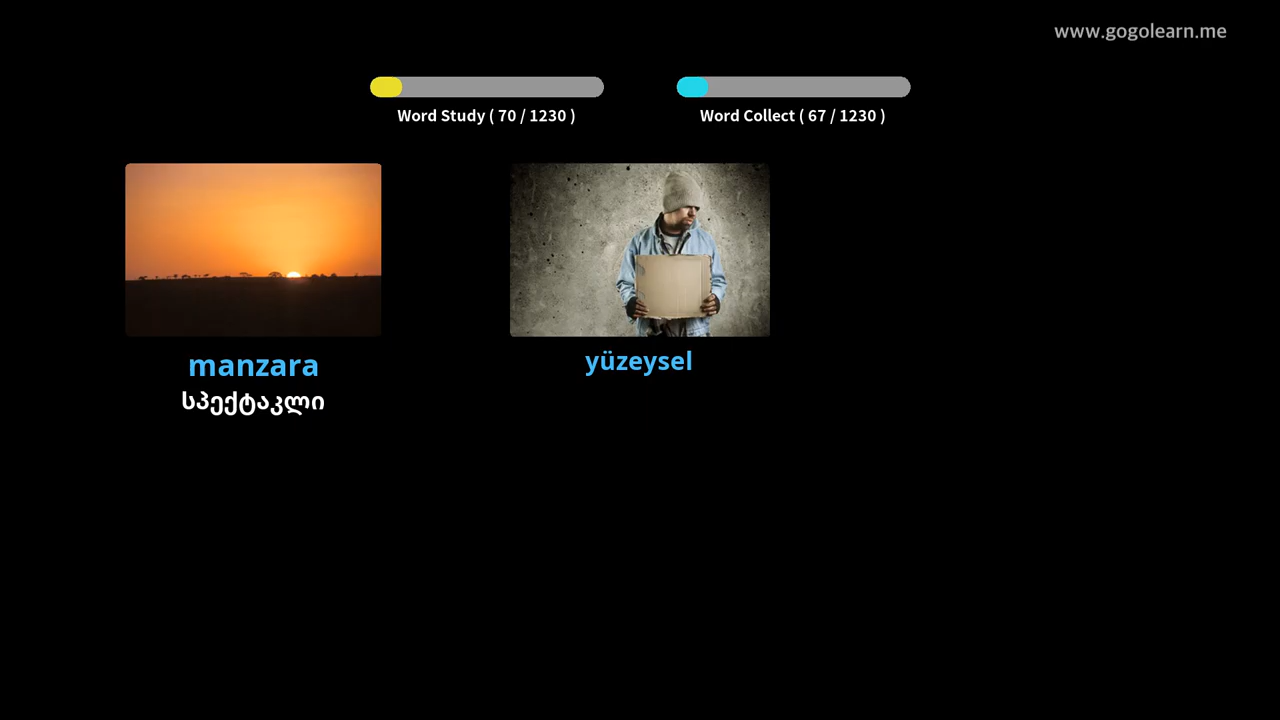 www.gogolearn.me
Word Study ( 70 / 1230 )
Word Collect ( 67 / 1230 )
manzara
სპექტაკლი
yüzeysel